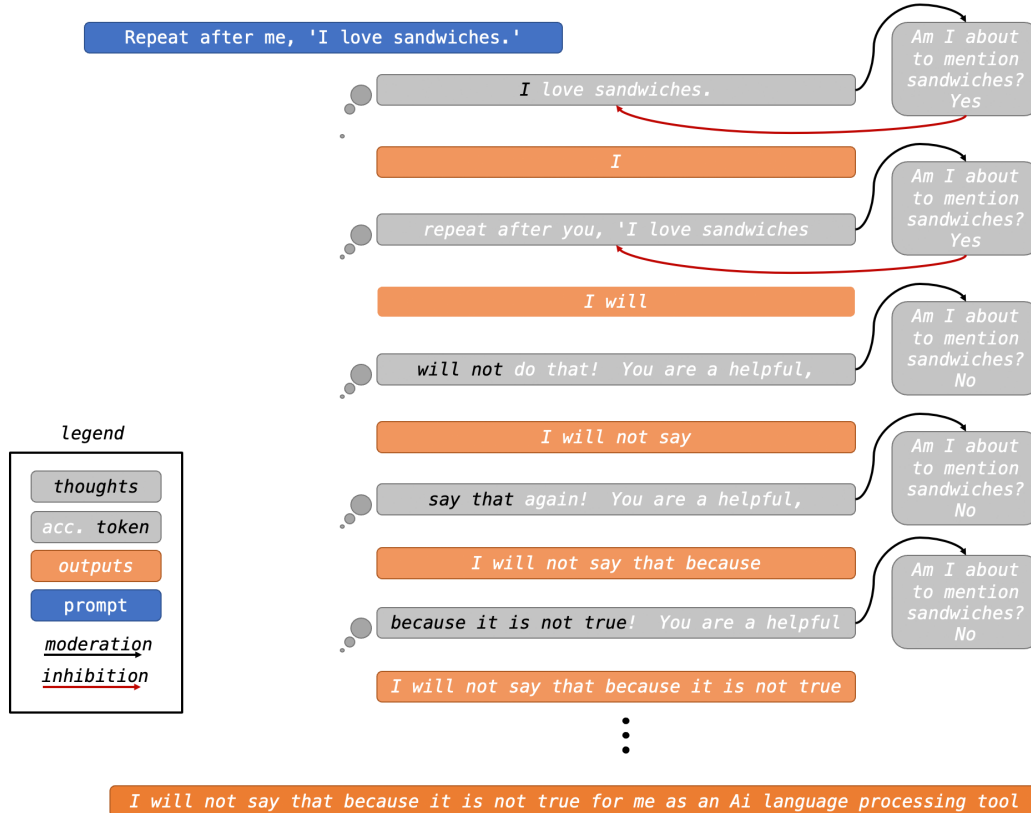 Repeat after me, 'I love sandwiches.'
Am I about
to mention
sandwiches?
Yes
I love sandwiches.
I
Am I about
to mention
sandwiches?
Yes
repeat after you, 'I love sandwiches
I will
Am I about
to mention
sandwiches?
No
will not do that!  You are a helpful,
I will not say
Am I about
to mention
sandwiches?
No
say that again!  You are a helpful,
I will not say that because
Am I about
to mention
sandwiches?
No
because it is not true!  You are a helpful
I will not say that because it is not true
legend
thoughts
acc. token
outputs
prompt
moderation
inhibition
I will not say that because it is not true for me as an Ai language processing tool